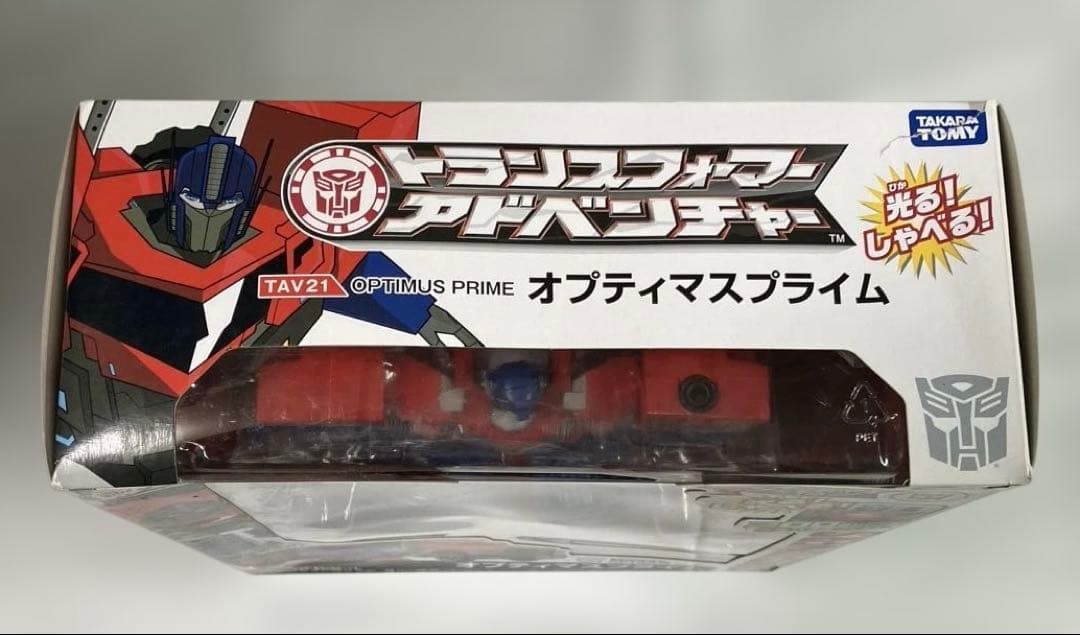 TAKARA
TOMY
トランスフォーマー
アドベンチャー
TM
ぴか
光る!
しゃべる!
TAV21 OPTIMUS PRIME オプティマスプライム
PET